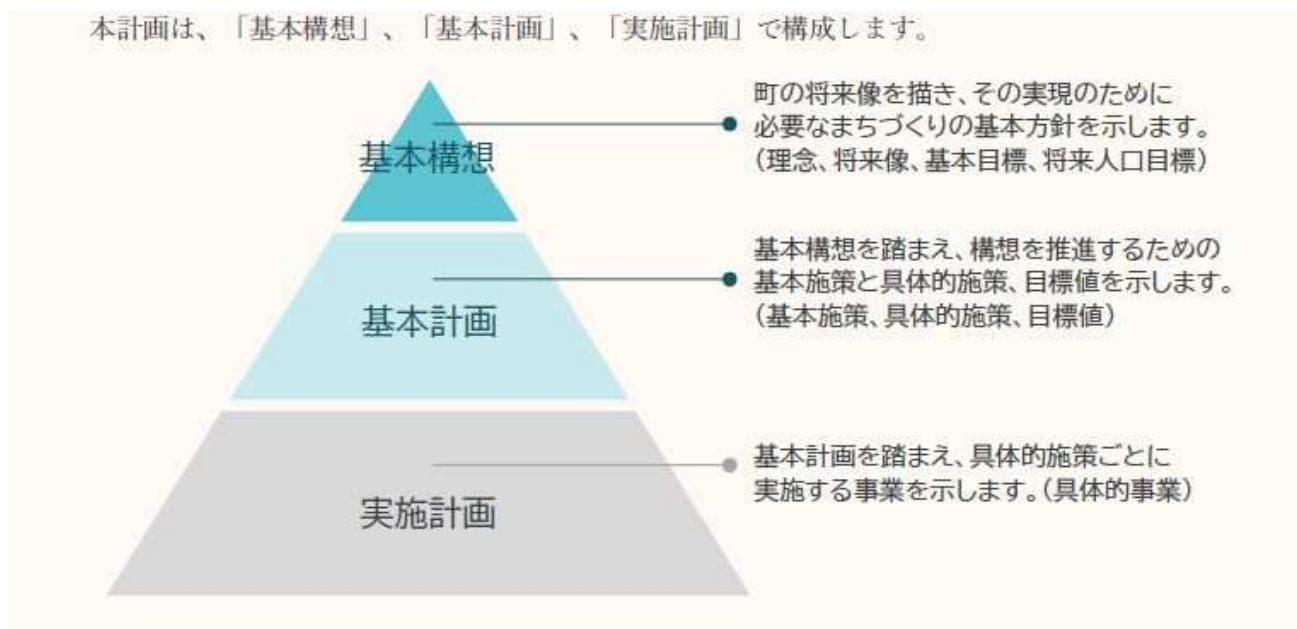 本計画は、「基本構想」、「基本計画」、「実施計画」で構成します。
基本構想
町の将来像を描き、その実現のために
必要なまちづくりの基本方針を示します。
(理念、将来像、基本目標、将来人口目標)
基本計画
基本構想を踏まえ、構想を推進するための
基本施策と具体的施策、目標値を示します。
(基本施策、具体的施策、目標値)
実施計画
基本計画を踏まえ、具体的施策ごとに
実施する事業を示します。(具体的事業)